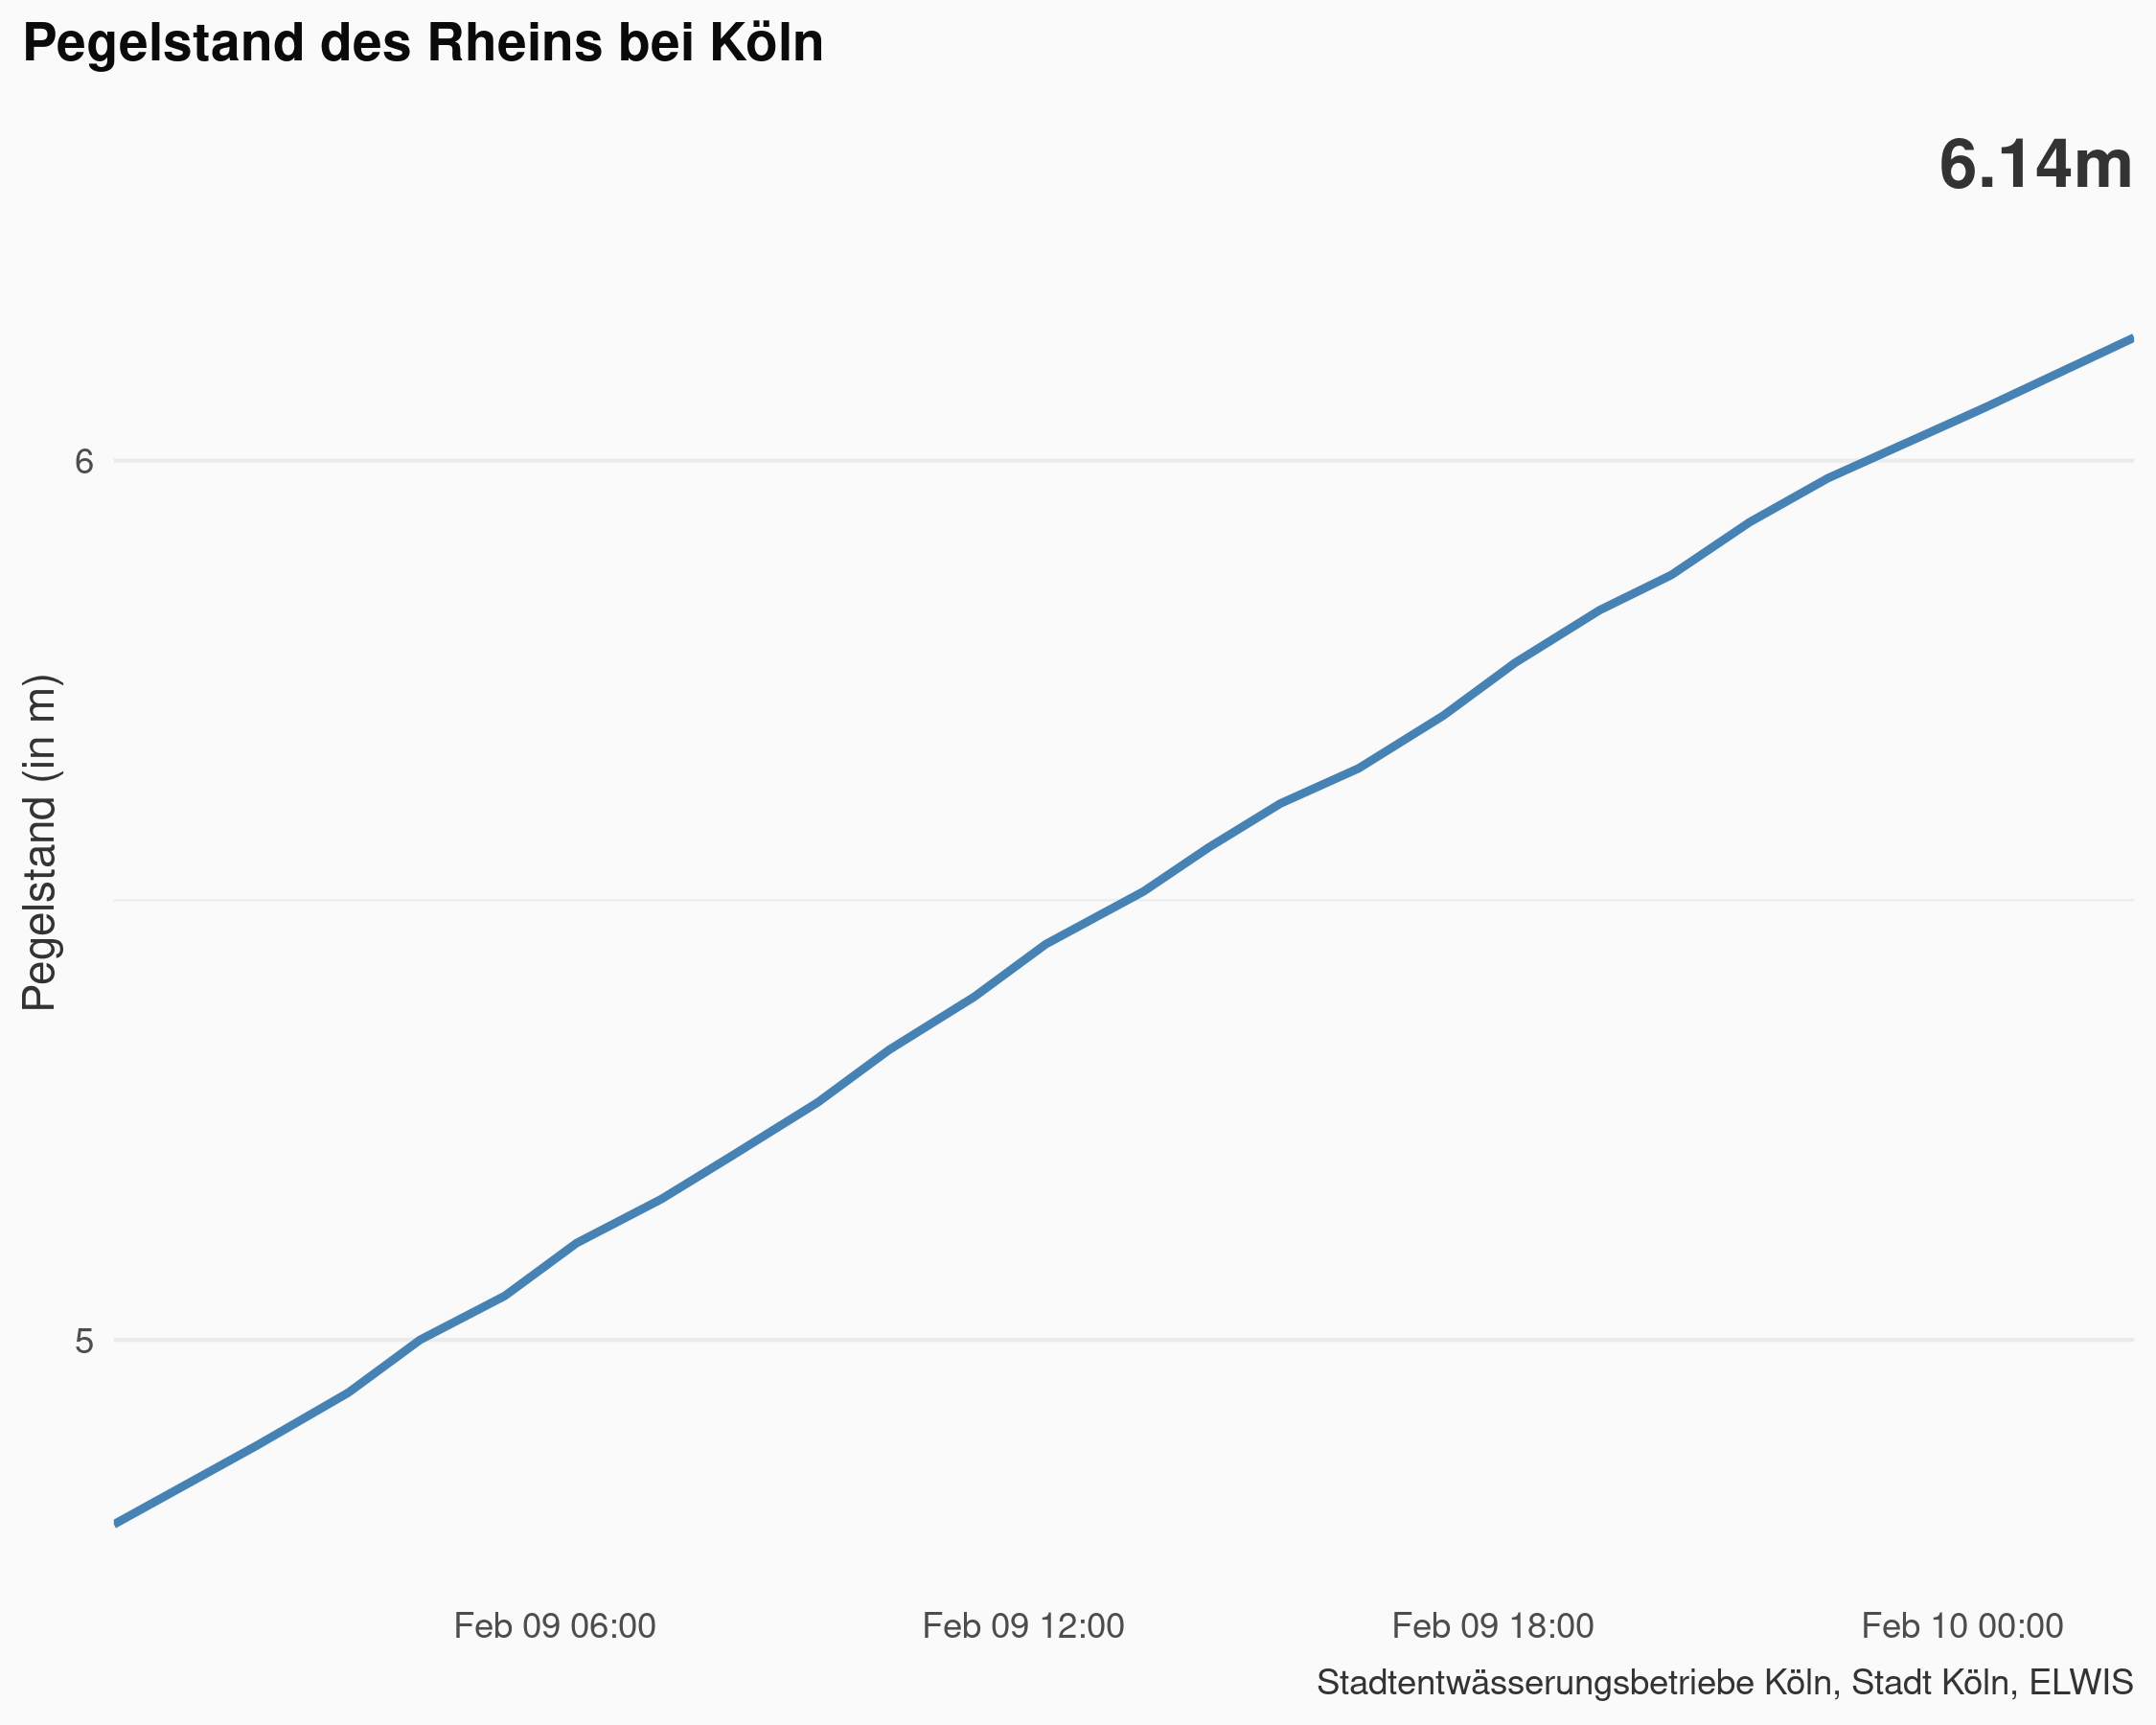 Pegelstand des Rheins bei Köln
6.14m
Pegelstand (in m)
6
5
Feb 09 06:00
Feb 09 12:00
Feb 09 18:00
Feb 10 00:00
Stadtentwässerungsbetriebe Köln, Stadt Köln, ELWIS